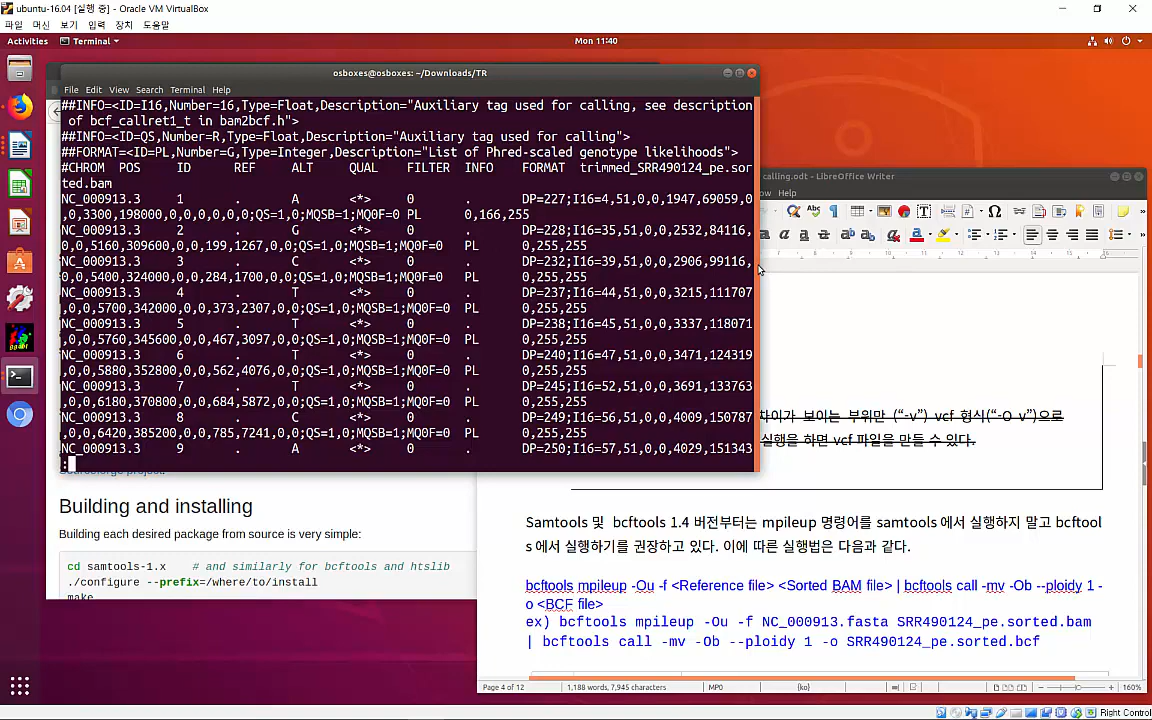 ubuntu-16.04 [실행 중] - Oracle VM VirtualBox
파일 머신 보기 입력 장치 도움말
Activities Terminal Mon 11:40
osboxes@osboxes: ~/Downloads/TR
File Edit View Search Terminal Help
##INFO=<ID=I16,Number=16,Type=Float,Description="Auxiliary tag used for calling, see description
of bcf_callret1_t in bam2bcf.h">
##INFO=<ID=QS,Number=R,Type=Float,Description="Auxiliary tag used for calling">
##FORMAT=<ID=PL,Number=G,Type=Integer,Description="List of Phred-scaled genotype likelihoods">
#CHROM POS ID REF ALT QUAL FILTER INFO FORMAT trimmed_SRR490124_pe.sor
ted.bam
NC_000913.3 1 . A <*> 0 . DP=227;I16=4,51,0,0,1947,69059,0
,0,3300,198000,0,0,0,0,0,0;QS=1,0;MQSB=1;MQ0F=0 PL 0,166,255
NC_000913.3 2 . G <*> 0 . DP=228;I16=35,51,0,0,2532,84116,
0,0,5160,309600,0,0,199,1267,0,0;QS=1,0;MQSB=1;MQ0F=0 PL 0,255,255
NC_000913.3 3 . C <*> 0 . DP=232;I16=39,51,0,0,2906,99116,
0,0,5400,324000,0,0,284,1700,0,0;QS=1,0;MQSB=1;MQ0F=0 PL 0,255,255
NC_000913.3 4 . T <*> 0 . DP=237;I16=44,51,0,0,3215,111707
,0,0,5700,342000,0,0,373,2307,0,0;QS=1,0;MQSB=1;MQ0F=0 PL 0,255,255
NC_000913.3 5 . T <*> 0 . DP=238;I16=45,51,0,0,3337,118071
,0,0,5760,345600,0,0,467,3097,0,0;QS=1,0;MQSB=1;MQ0F=0 PL 0,255,255
NC_000913.3 6 . T <*> 0 . DP=240;I16=47,51,0,0,3471,124319
,0,0,5880,352800,0,0,562,4076,0,0;QS=1,0;MQSB=1;MQ0F=0 PL 0,255,255
NC_000913.3 7 . T <*> 0 . DP=245;I16=52,51,0,0,3691,133763
,0,0,6180,370800,0,0,684,5872,0,0;QS=1,0;MQSB=1;MQ0F=0 PL 0,255,255
NC_000913.3 8 . C <*> 0 . DP=249;I16=56,51,0,0,4009,150787
,0,0,6420,385200,0,0,785,7241,0,0;QS=1,0;MQSB=1;MQ0F=0 PL 0,255,255
NC_000913.3 9 . A <*> 0 . DP=250;I16=57,51,0,0,4029,151343
:
Building and installing
Building each desired package from source is very simple:
cd samtools-1.x # and similarly for bcftools and htslib
./configure --prefix=/where/to/install
make
calling.odt - LibreOffice Writer
Help
차이가 보이는 부위만 (“-v”) vcf 형식(“-O v”)으로
실행을 하면 vcf 파일을 만들 수 있다.
Samtools 및 bcftools 1.4 버전부터는 mpileup 명령어를 samtools 에서 실행하지 말고 bcftool
s 에서 실행하기를 권장하고 있다. 이에 따른 실행법은 다음과 같다.
bcftools mpileup -Ou -f <Reference file> <Sorted BAM file> | bcftools call -mv -Ob --ploidy 1 -
o <BCF file>
ex) bcftools mpileup -Ou -f NC_000913.fasta SRR490124_pe.sorted.bam
| bcftools call -mv -Ob --ploidy 1 -o SRR490124_pe.sorted.bcf
Page 4 of 12 1,188 words, 7,945 characters MP0 {ko} 160%
Right Control